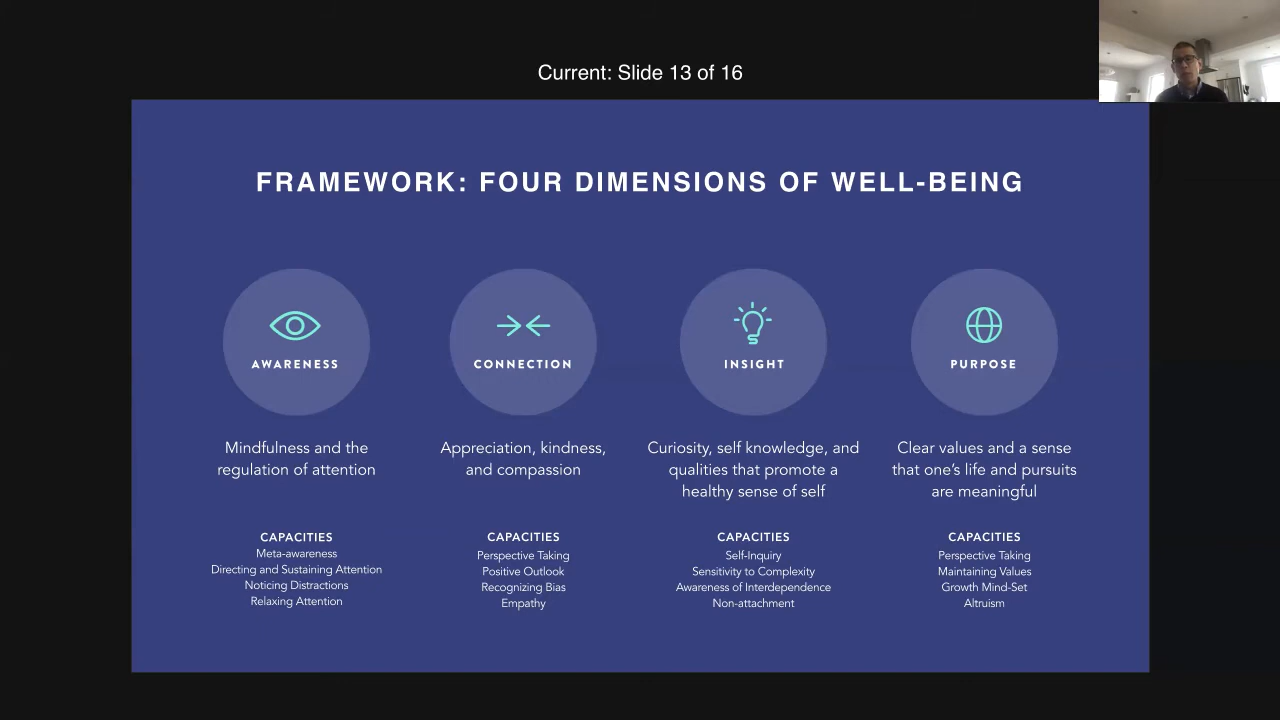 Current: Slide 13 of 16
FRAMEWORK: FOUR DIMENSIONS OF WELL-BEING
AWARENESS
Mindfulness and the
regulation of attention
CAPACITIES
Meta-awareness
Directing and Sustaining Attention
Noticing Distractions
Relaxing Attention
CONNECTION
Appreciation, kindness,
and compassion
CAPACITIES
Perspective Taking
Positive Outlook
Recognizing Bias
Empathy
INSIGHT
Curiosity, self knowledge, and
qualities that promote a
healthy sense of self
CAPACITIES
Self-Inquiry
Sensitivity to Complexity
Awareness of Interdependence
Non-attachment
PURPOSE
Clear values and a sense
that one's life and pursuits
are meaningful
CAPACITIES
Perspective Taking
Maintaining Values
Growth Mind-Set
Altruism